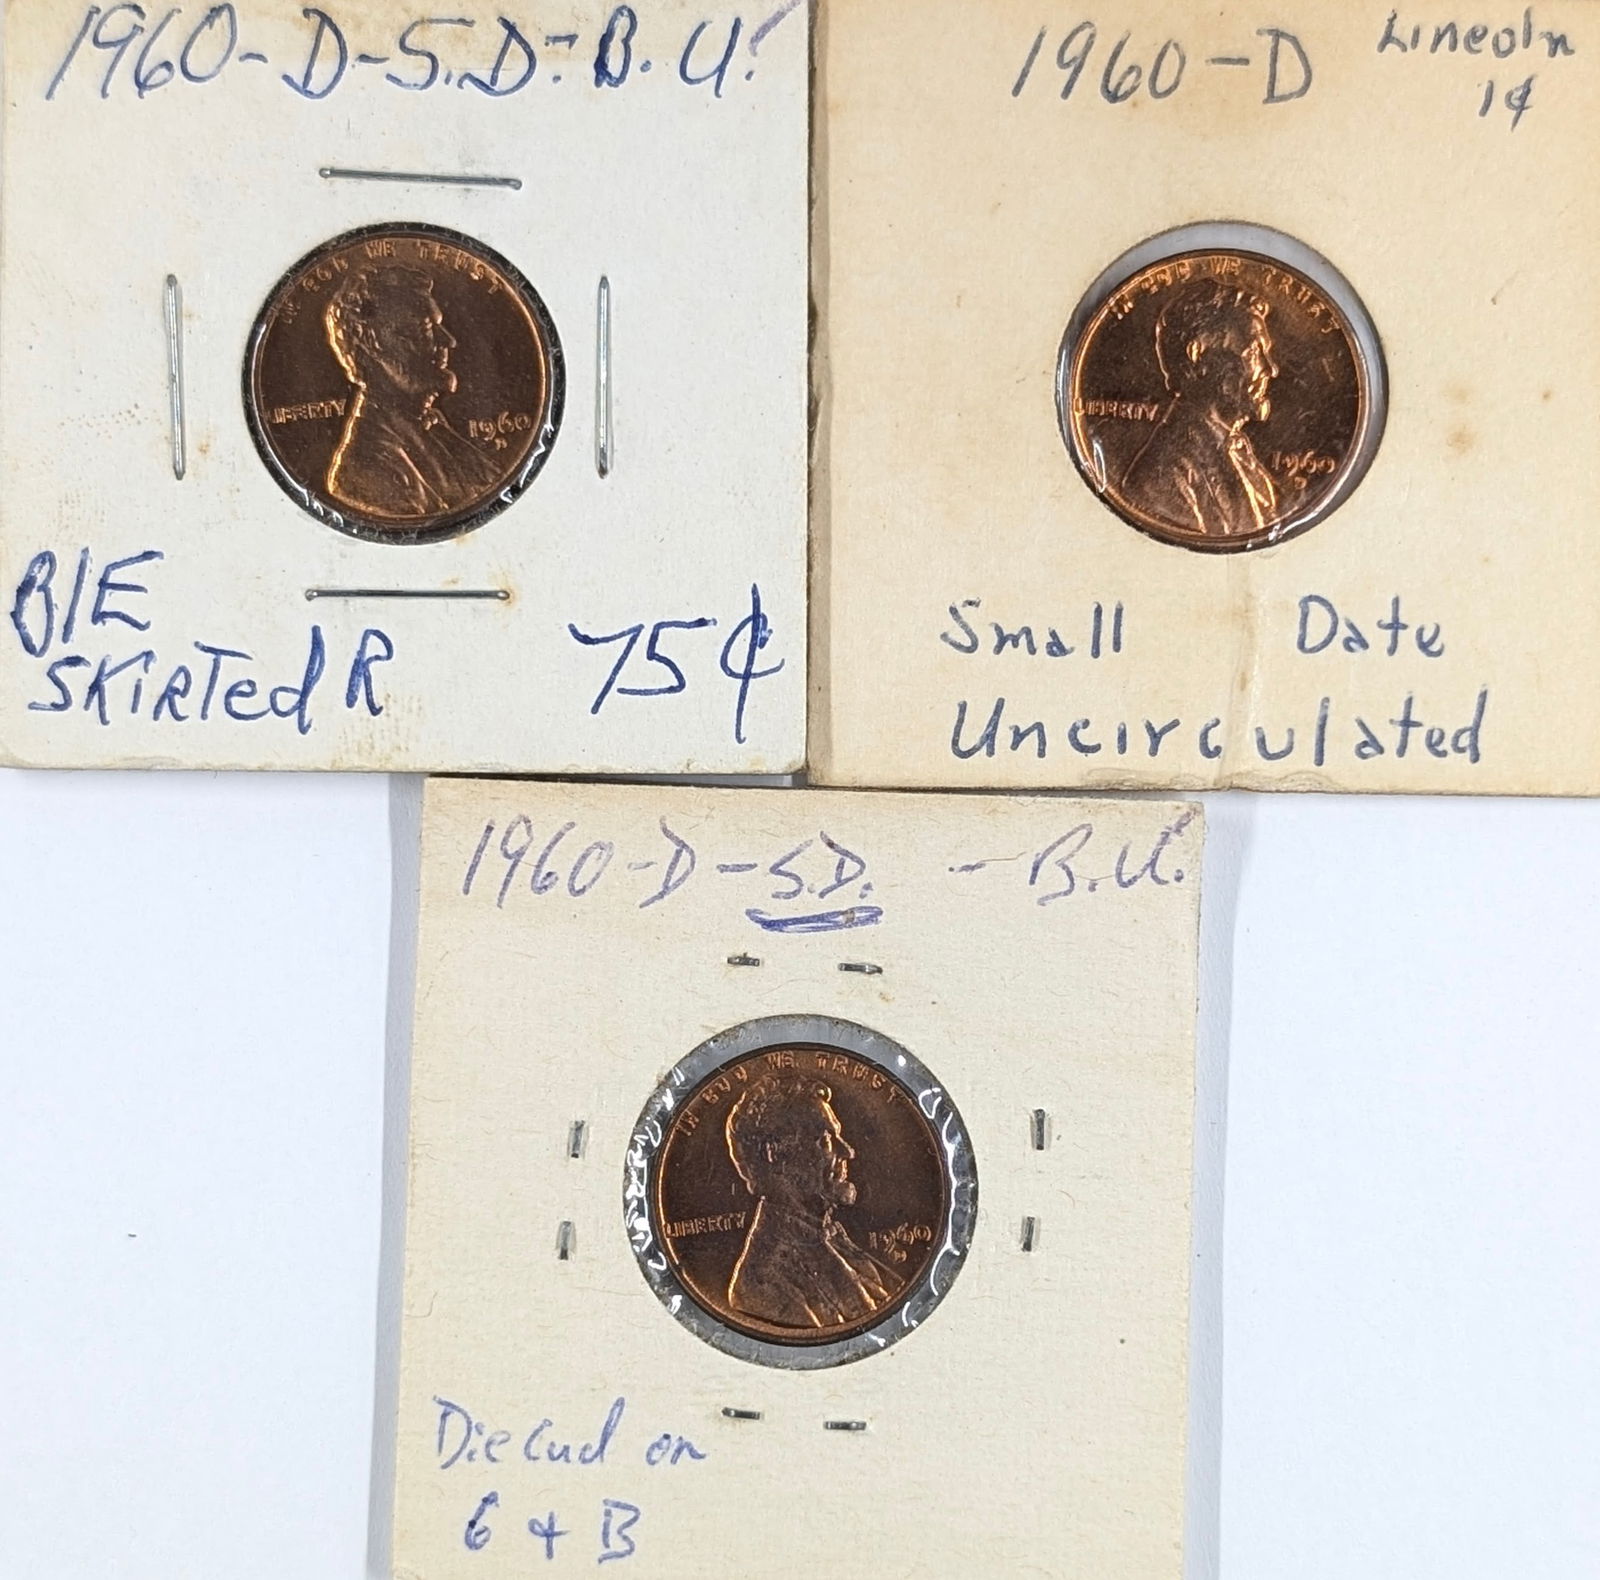 1960-D-S.D.-B.U.
IN GOD WE TRUST
LIBERTY
1960
D
B/E
SKiRTed R
75¢
1960-D
Lincoln
1¢
IN GOD WE TRUST
LIBERTY
1960
D
Small Date
Uncirculated
1960-D-S.D. - B.U.
IN GOD WE TRUST
LIBERTY
1960
D
Die Cud on
6 & B